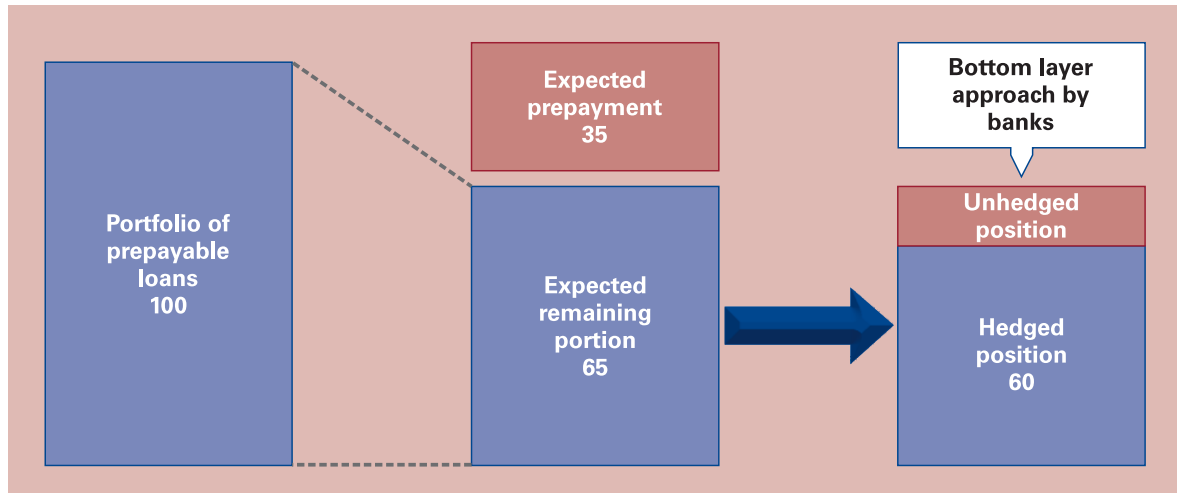 Portfolio of
prepayable
loans
100
Expected
prepayment
35
Expected
remaining
portion
65
Bottom layer
approach by
banks
Unhedged
position
Hedged
position
60